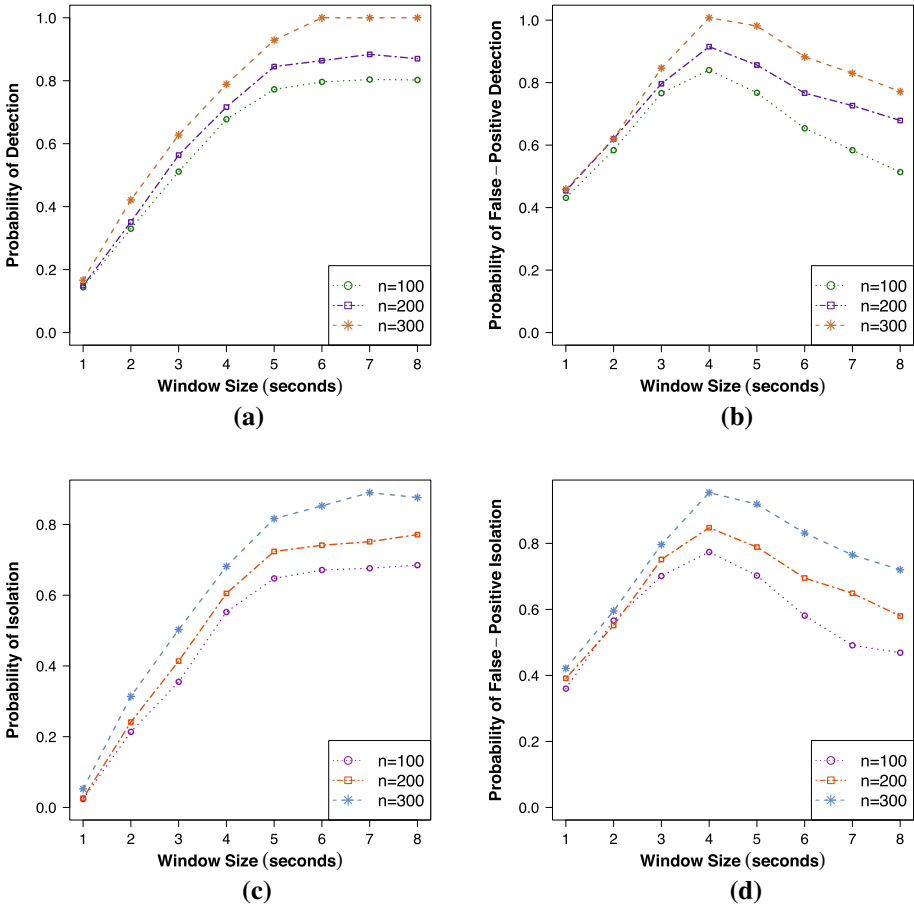 1.0
0.8
0.6
0.4
0.2
0.0
Probability of Detection
n=100
n=200
n=300
1 2 3 4 5 6 7 8
Window Size (seconds)
(a)
1.0
0.8
0.6
0.4
0.2
0.0
Probability of False−Positive Detection
n=100
n=200
n=300
1 2 3 4 5 6 7 8
Window Size (seconds)
(b)
0.8
0.6
0.4
0.2
0.0
Probability of Isolation
n=100
n=200
n=300
1 2 3 4 5 6 7 8
Window Size (seconds)
(c)
0.8
0.6
0.4
0.2
0.0
Probability of False−Positive Isolation
n=100
n=200
n=300
1 2 3 4 5 6 7 8
Window Size (seconds)
(d)